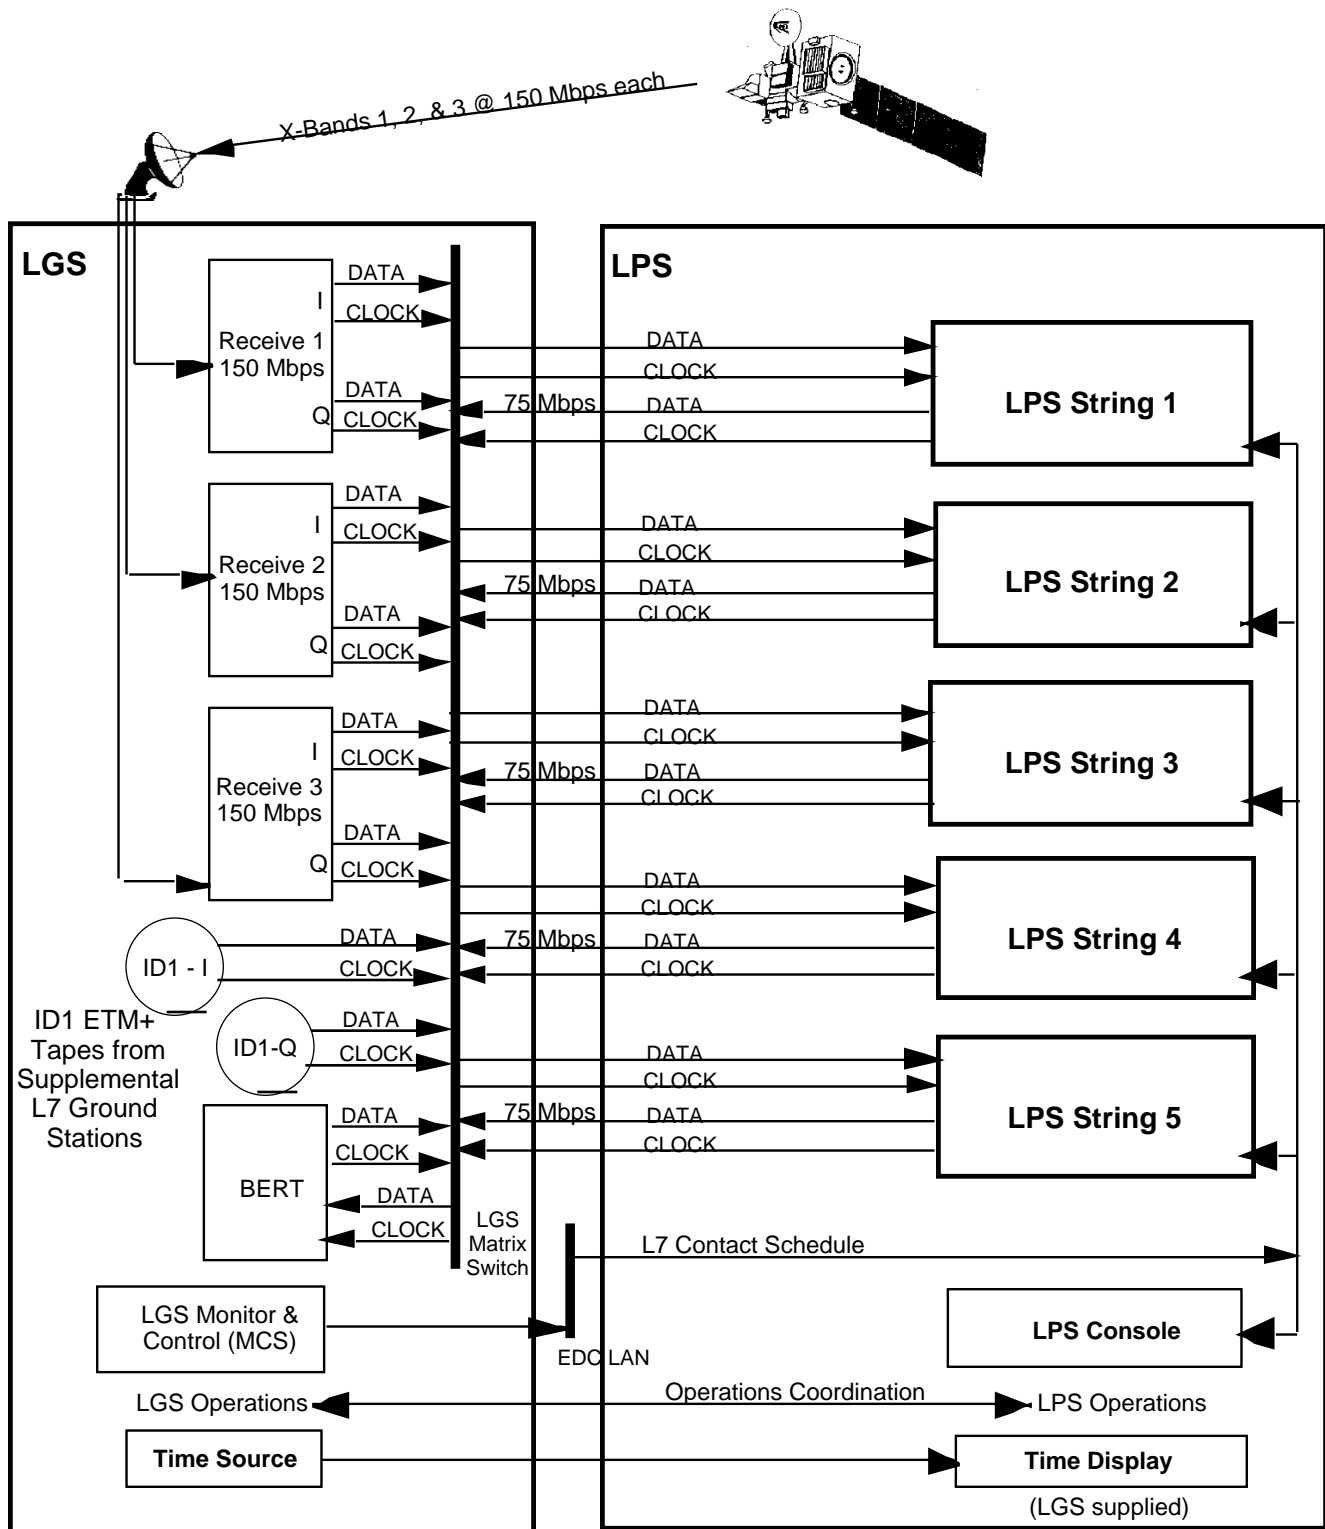 X-Bands 1, 2, & 3 @ 150 Mbps each
LGS
DATA
I
CLOCK
Receive 1
150 Mbps
DATA
Q
CLOCK
DATA
I
CLOCK
Receive 2
150 Mbps
DATA
Q
CLOCK
DATA
I
CLOCK
Receive 3
150 Mbps
DATA
Q
CLOCK
ID1 - I
DATA
CLOCK
ID1 ETM+
Tapes from
Supplemental
L7 Ground
Stations
ID1-Q
DATA
CLOCK
BERT
DATA
CLOCK
DATA
CLOCK
LGS
Matrix
Switch
LGS Monitor &
Control (MCS)
EDC LAN
LGS Operations
Time Source
LPS
DATA
CLOCK
75 Mbps DATA
CLOCK
LPS String 1
DATA
CLOCK
75 Mbps DATA
CLOCK
LPS String 2
DATA
CLOCK
75 Mbps DATA
CLOCK
LPS String 3
DATA
CLOCK
75 Mbps DATA
CLOCK
LPS String 4
DATA
CLOCK
75 Mbps DATA
CLOCK
LPS String 5
L7 Contact Schedule
LPS Console
Operations Coordination
LPS Operations
Time Display
(LGS supplied)